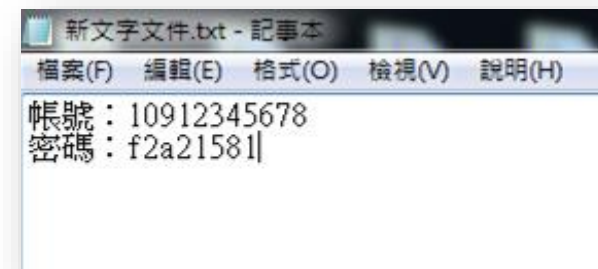 新文字文件.txt - 記事本
檔案(F) 編輯(E) 格式(O) 檢視(V) 說明(H)
帳號：10912345678
密碼：f2a21581